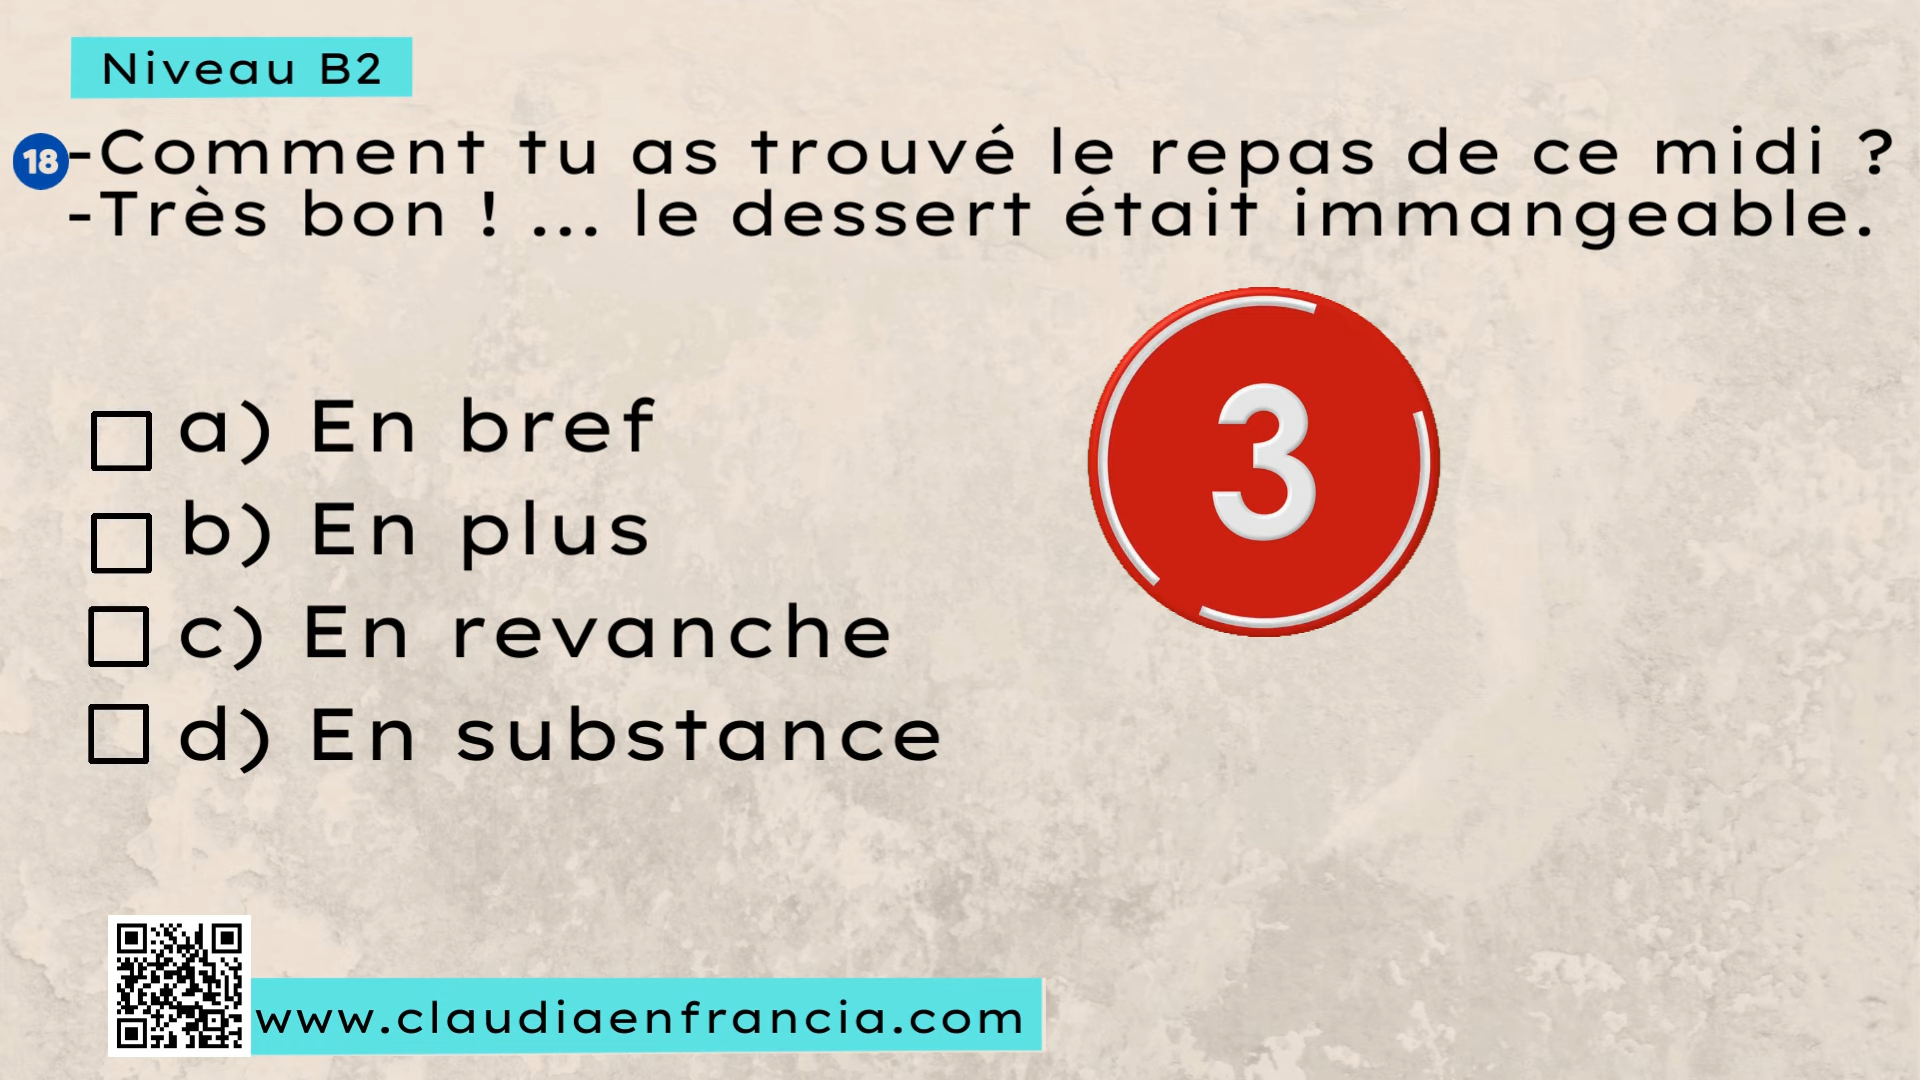 Niveau B2
18 -Comment tu as trouvé le repas de ce midi ?
-Très bon ! ... le dessert était immangeable.
3
a) En bref
b) En plus
c) En revanche
d) En substance
www.claudiaenfrancia.com